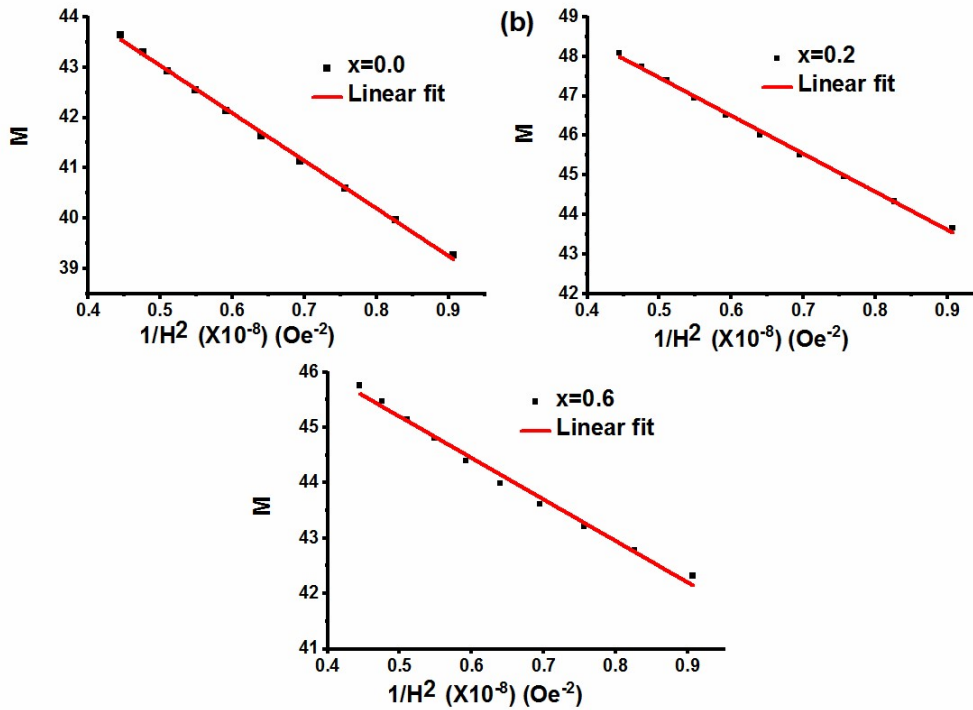 44
43
42
41
40
39
M
x=0.0
Linear fit
0.4 0.5 0.6 0.7 0.8 0.9
1/H² (X10⁻⁸) (Oe⁻²)
(b)
49
48
47
46
45
44
43
42
M
x=0.2
Linear fit
0.4 0.5 0.6 0.7 0.8 0.9
1/H² (X10⁻⁸) (Oe⁻²)
46
45
44
43
42
41
M
x=0.6
Linear fit
0.4 0.5 0.6 0.7 0.8 0.9
1/H² (X10⁻⁸) (Oe⁻²)